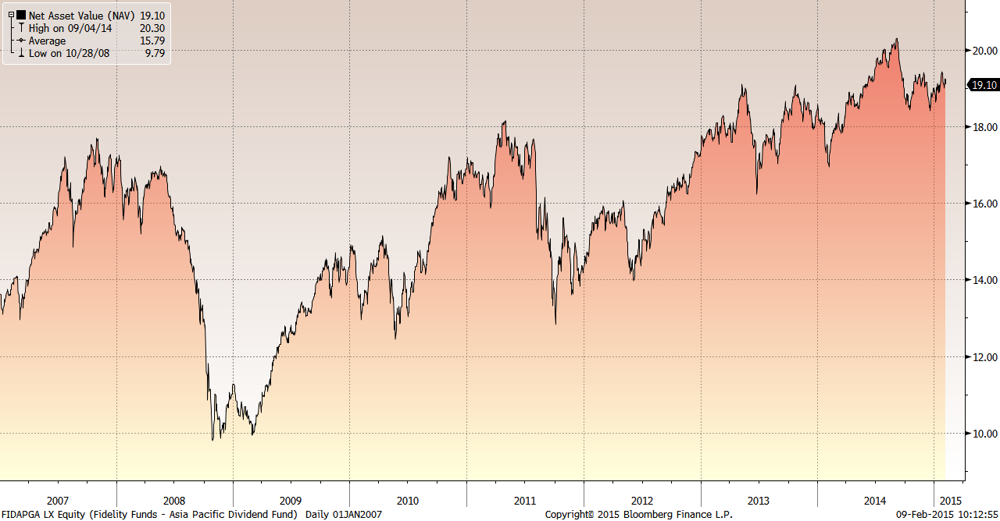 Net Asset Value (NAV) 19.10
High on 09/04/14 20.30
Average 15.79
Low on 10/28/08 9.79
20.00
19.10
18.00
16.00
14.00
12.00
10.00
2007 2008 2009 2010 2011 2012 2013 2014 2015
FIDAPGA LX Equity (Fidelity Funds - Asia Pacific Dividend Fund) Daily 01JAN2007 Copyright© 2015 Bloomberg Finance L.P. 09-Feb-2015 10:12:55